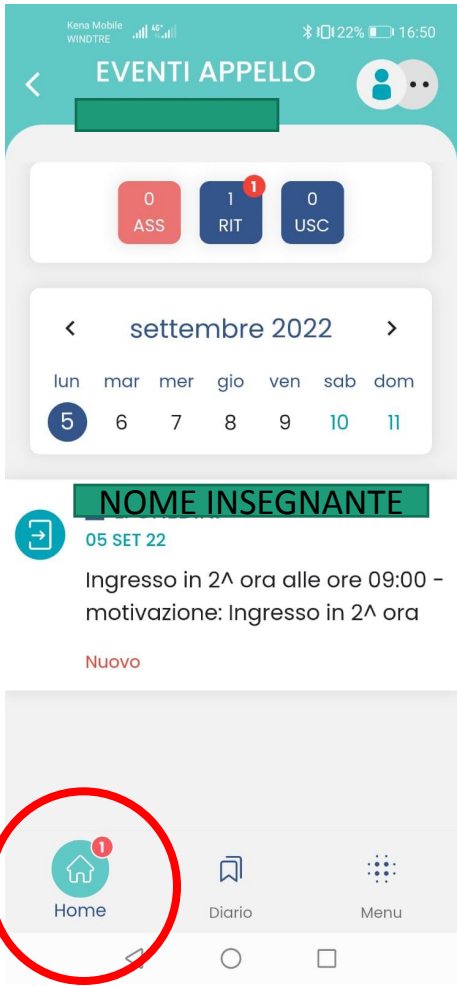 Kena Mobile
WINDTRE 22% 16:50
EVENTI APPELLO
0 1 1 0
ASS RIT USC
settembre 2022
lun mar mer gio ven sab dom
5 6 7 8 9 10 11
NOME INSEGNANTE
05 SET 22
Ingresso in 2^ ora alle ore 09:00 -
motivazione: Ingresso in 2^ ora
Nuovo
1
Home Diario Menu